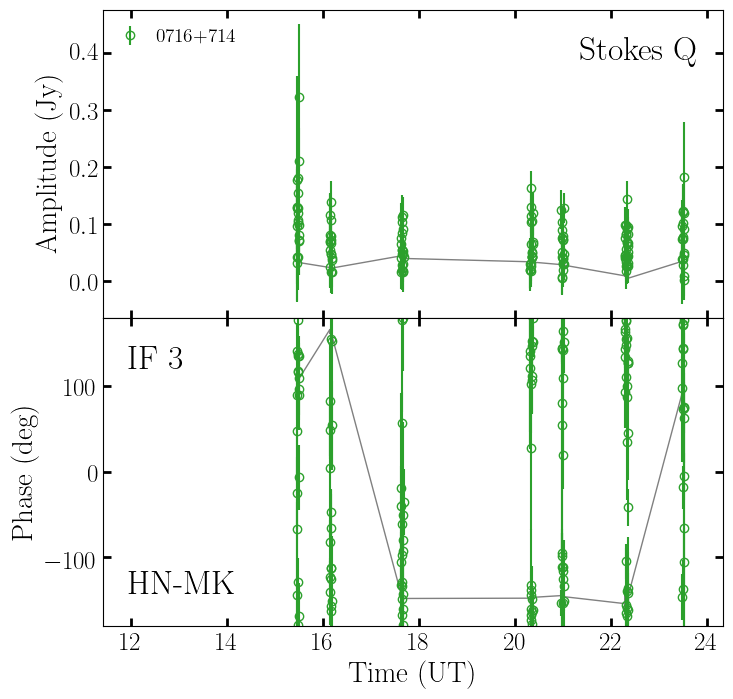 0716+714
Stokes Q
0.4
0.3
0.2
0.1
0.0
Amplitude (Jy)
IF 3
100
0
−100
Phase (deg)
HN-MK
12 14 16 18 20 22 24
Time (UT)